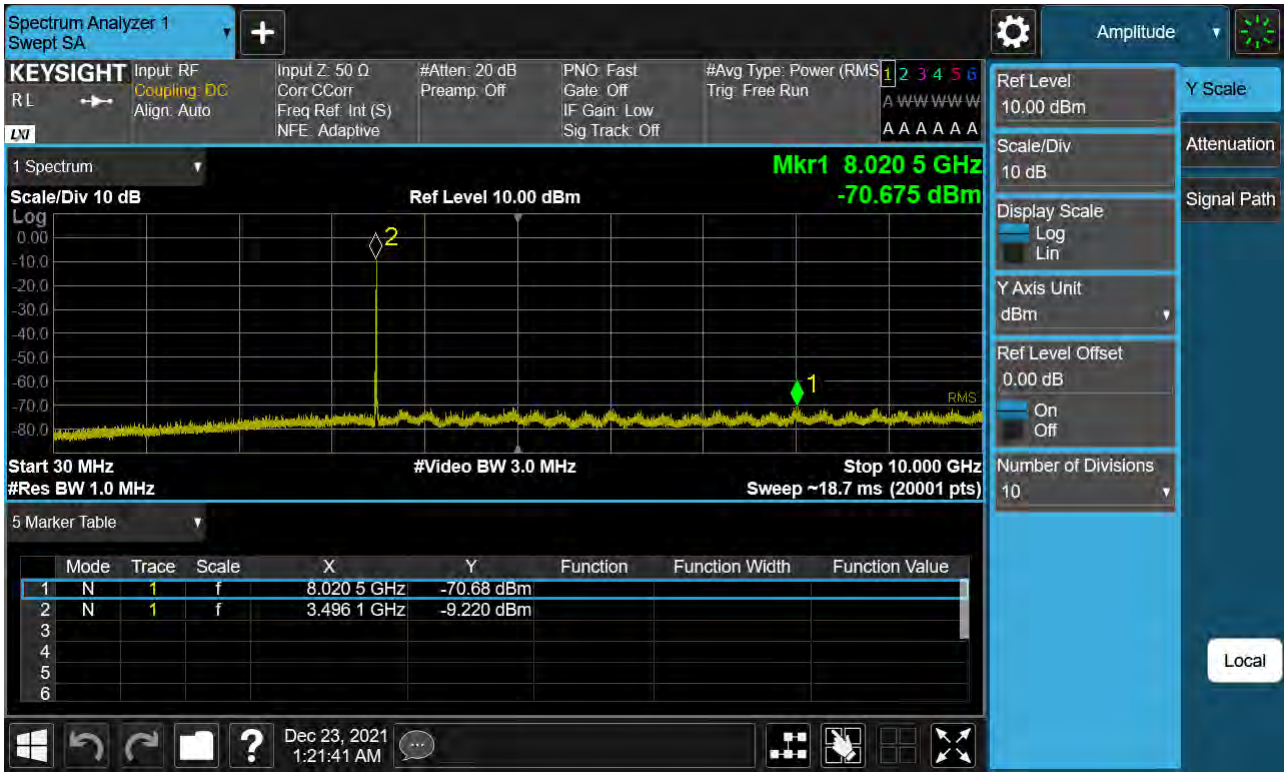 Spectrum Analyzer 1
Swept SA
+
Amplitude
KEYSIGHT
RL
LXI
Input: RF
Coupling: DC
Align: Auto
Input Z: 50 Ω
Corr CCorr
Freq Ref: Int (S)
NFE: Adaptive
#Atten: 20 dB
Preamp: Off
PNO: Fast
Gate: Off
IF Gain: Low
Sig Track: Off
#Avg Type: Power (RMS
Trig: Free Run
1 2 3 4 5 6
A W W W W W
A A A A A A
1 Spectrum
Mkr1 8.020 5 GHz
-70.675 dBm
Scale/Div 10 dB
Ref Level 10.00 dBm
Log
0.00
-10.0
-20.0
-30.0
-40.0
-50.0
-60.0
-70.0
-80.0
2
1
RMS
Start 30 MHz
#Video BW 3.0 MHz
Stop 10.000 GHz
#Res BW 1.0 MHz
Sweep ~18.7 ms (20001 pts)
5 Marker Table
Mode Trace Scale X Y Function Function Width Function Value
1 N 1 f 8.020 5 GHz -70.68 dBm
2 N 1 f 3.496 1 GHz -9.220 dBm
3
4
5
6
Ref Level
10.00 dBm
Scale/Div
10 dB
Display Scale
Log
Lin
Y Axis Unit
dBm
Ref Level Offset
0.00 dB
On
Off
Number of Divisions
10
Y Scale
Attenuation
Signal Path
Local
?
Dec 23, 2021
1:21:41 AM